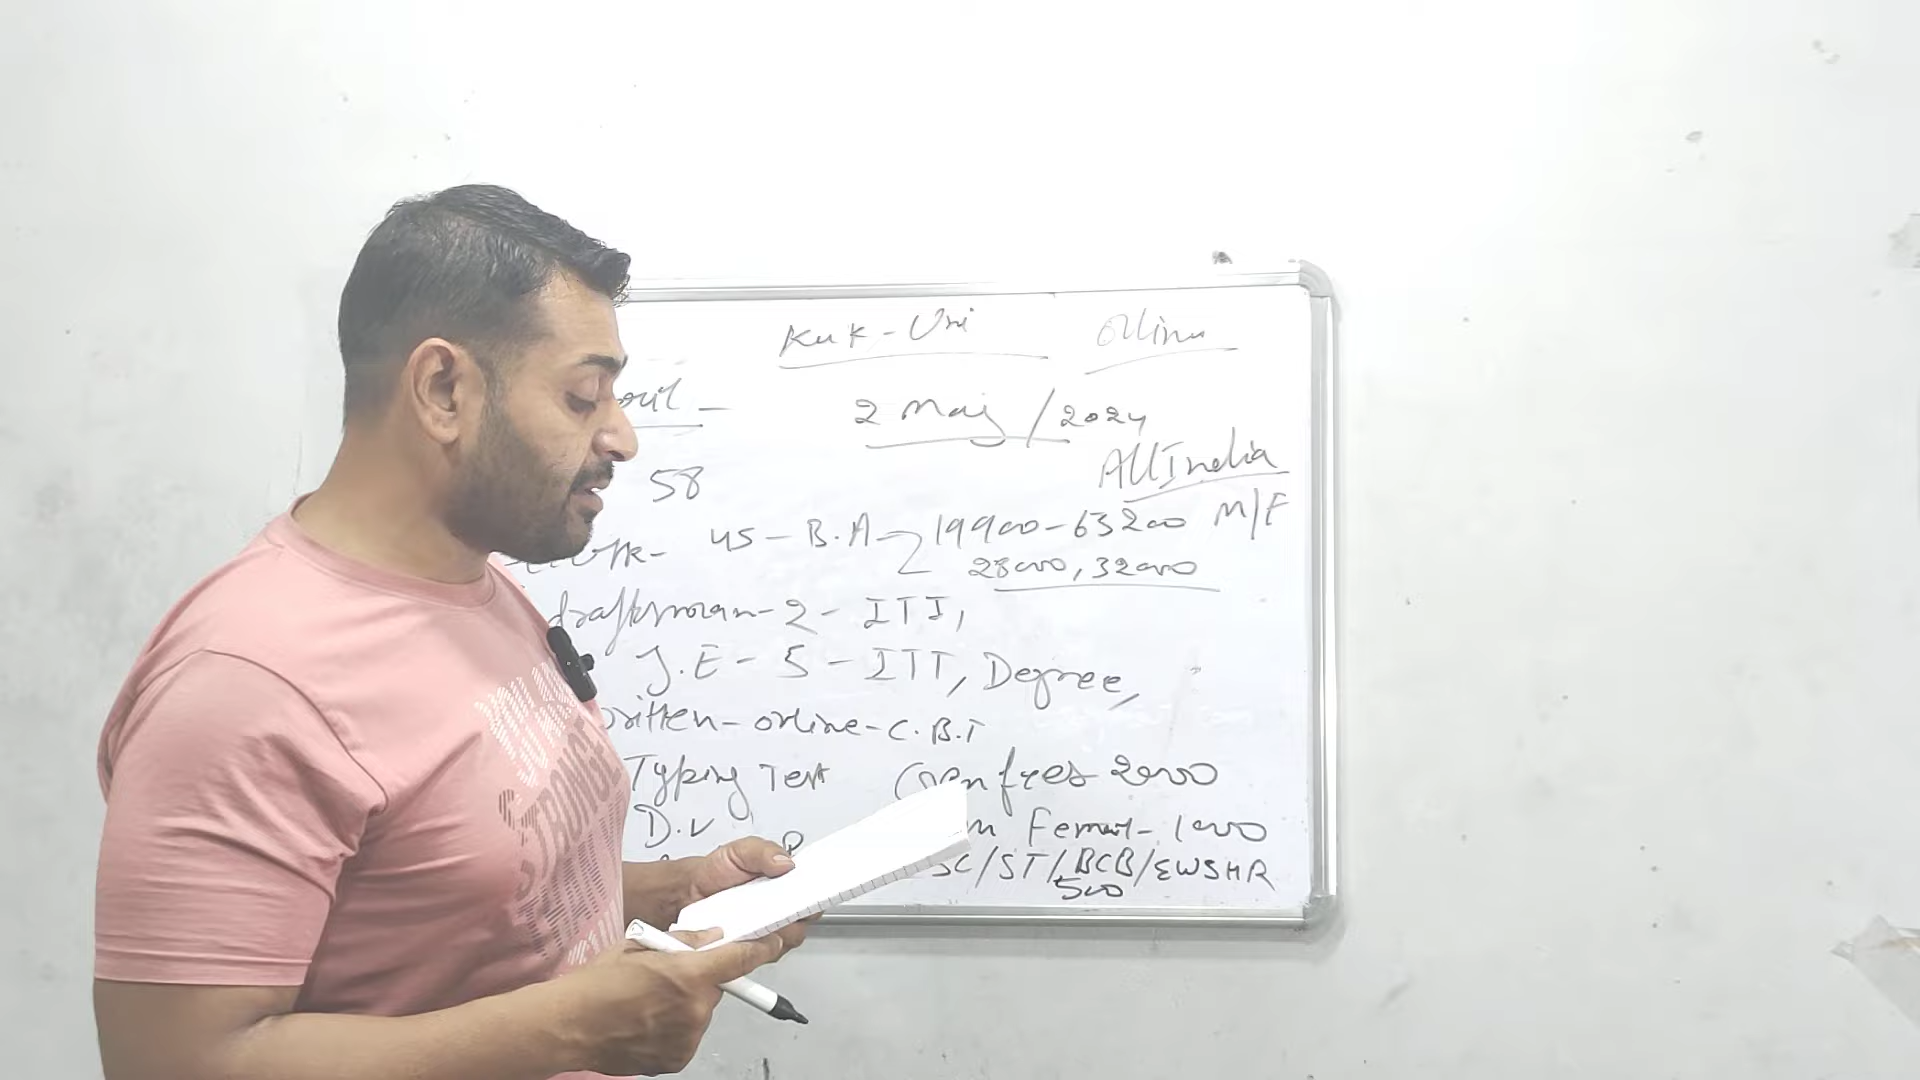 KuK-Uni Online
2 May/2024
All India
58
M/F
45-B.A 19900-63200
28000, 32000
draftsman-2-ITI,
J.E-5-ITI, Degree,
written-online-C.B.T
Typing Test Gen fees 2000
D.V Female-1000
SC/ST/BCB/EWSHR
500